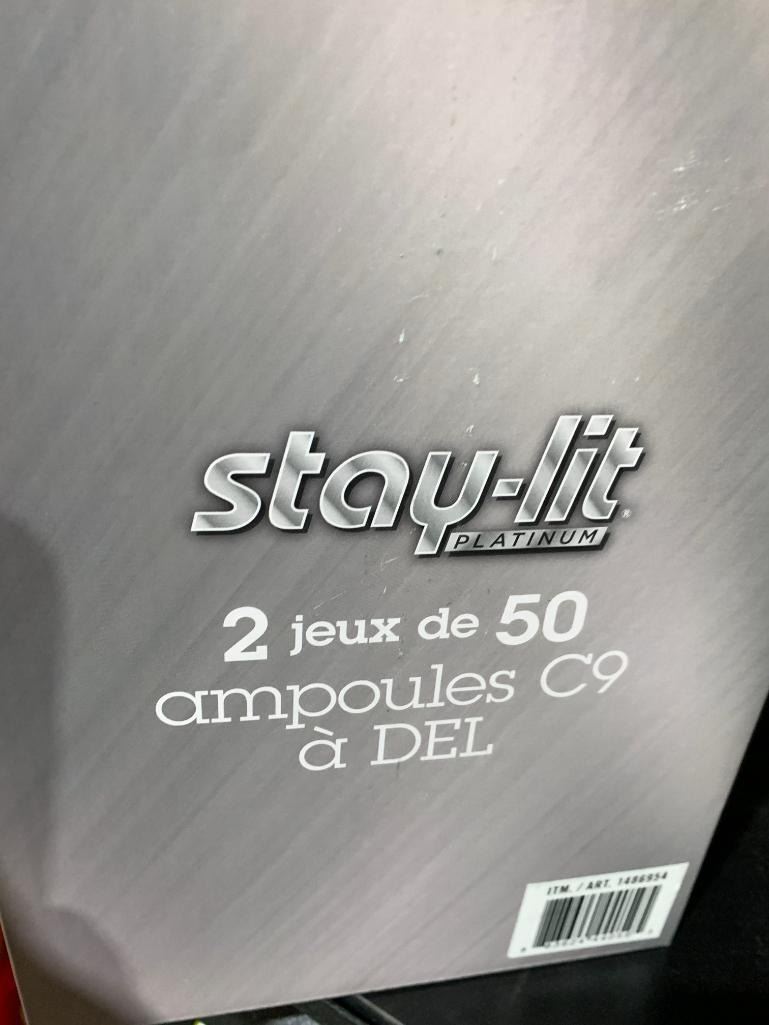 stay-lit®
PLATINUM
2 jeux de 50
ampoules C9
à DEL
ITM. / ART. 1486954